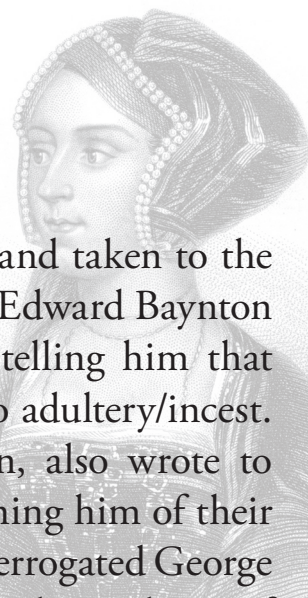 and taken to the
Edward Baynton
telling him that
adultery/incest.
also wrote to
him of their
George